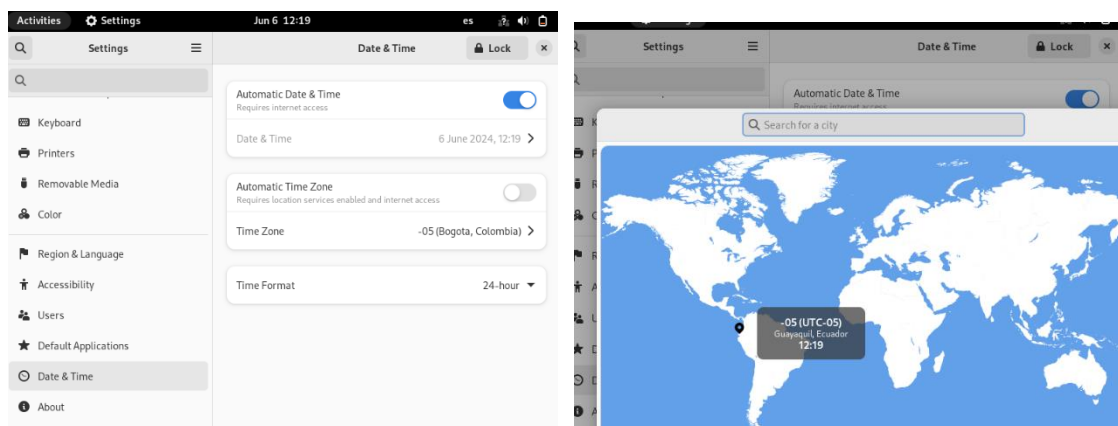 Activities Settings Jun 6 12:19 es
Settings Date & Time Lock
Keyboard
Printers
Removable Media
Color
Region & Language
Accessibility
Users
Default Applications
Date & Time
About
Automatic Date & Time
Requires internet access
Date & Time 6 June 2024, 12:19
Automatic Time Zone
Requires location services enabled and internet access
Time Zone -05 (Bogota, Colombia)
Time Format 24-hour
Settings Date & Time Lock
Automatic Date & Time
Requires internet access
Search for a city
-05 (UTC-05)
Guayaquil, Ecuador
12:19